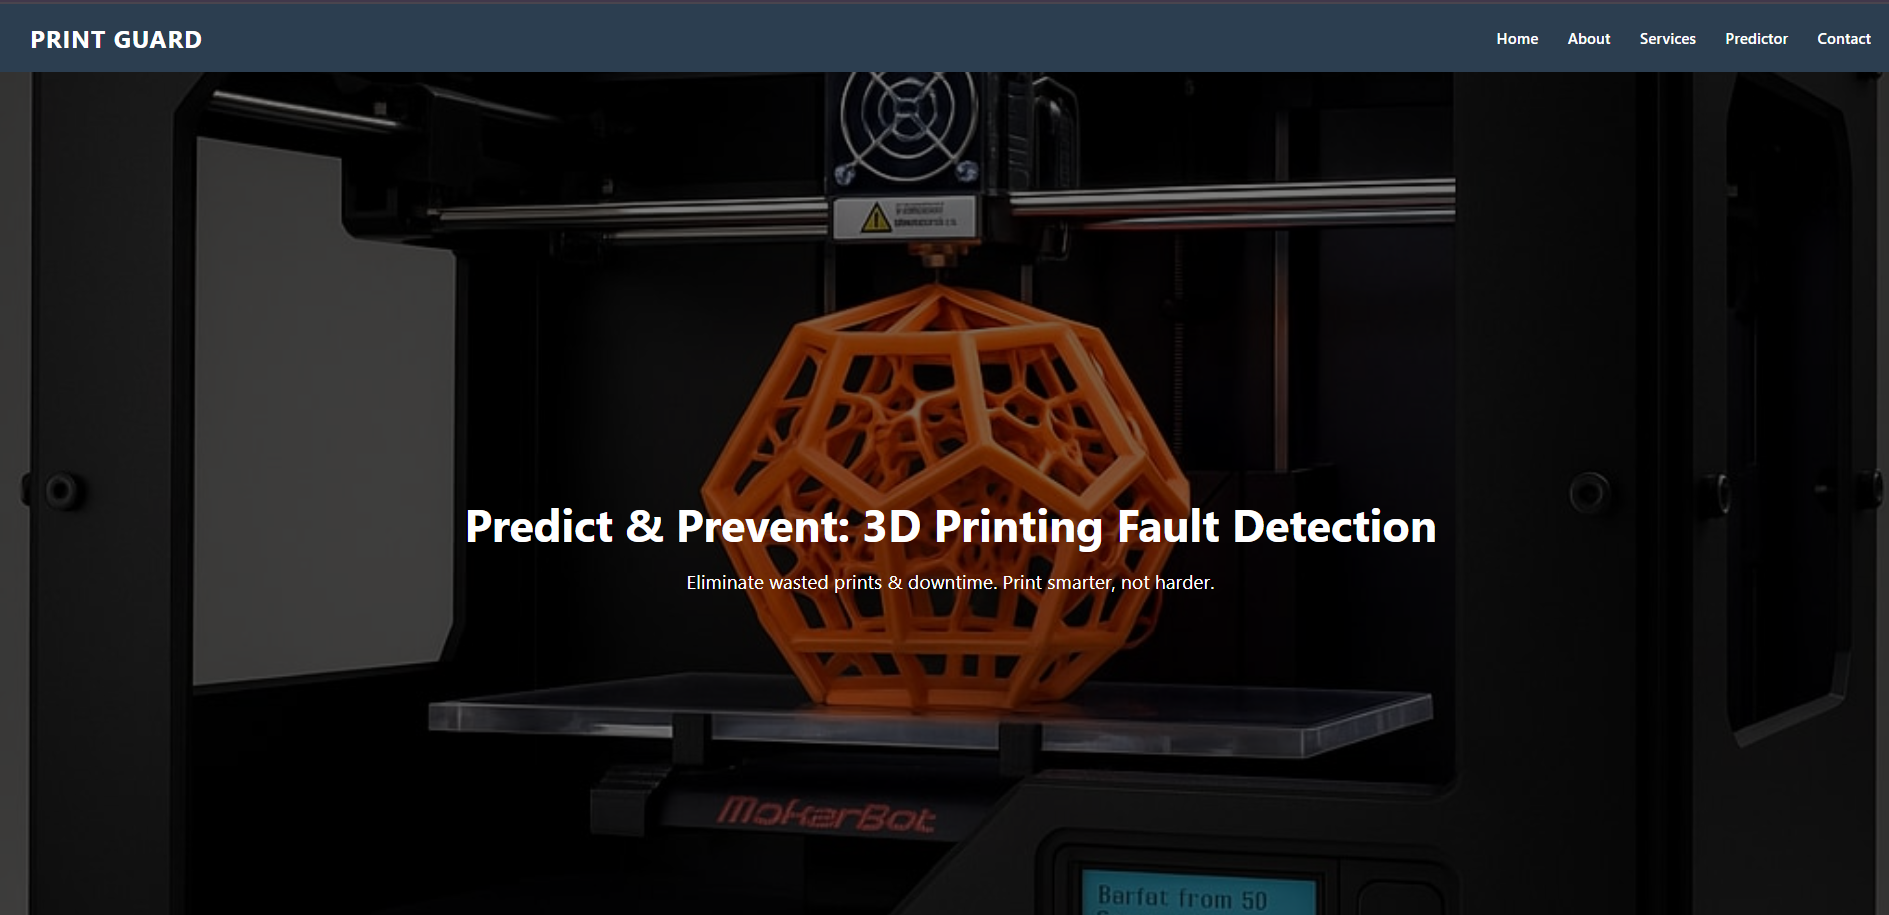 PRINT GUARD
Home About Services Predictor Contact
Predict & Prevent: 3D Printing Fault Detection
Eliminate wasted prints & downtime. Print smarter, not harder.
MakerBot
Barfat from 50